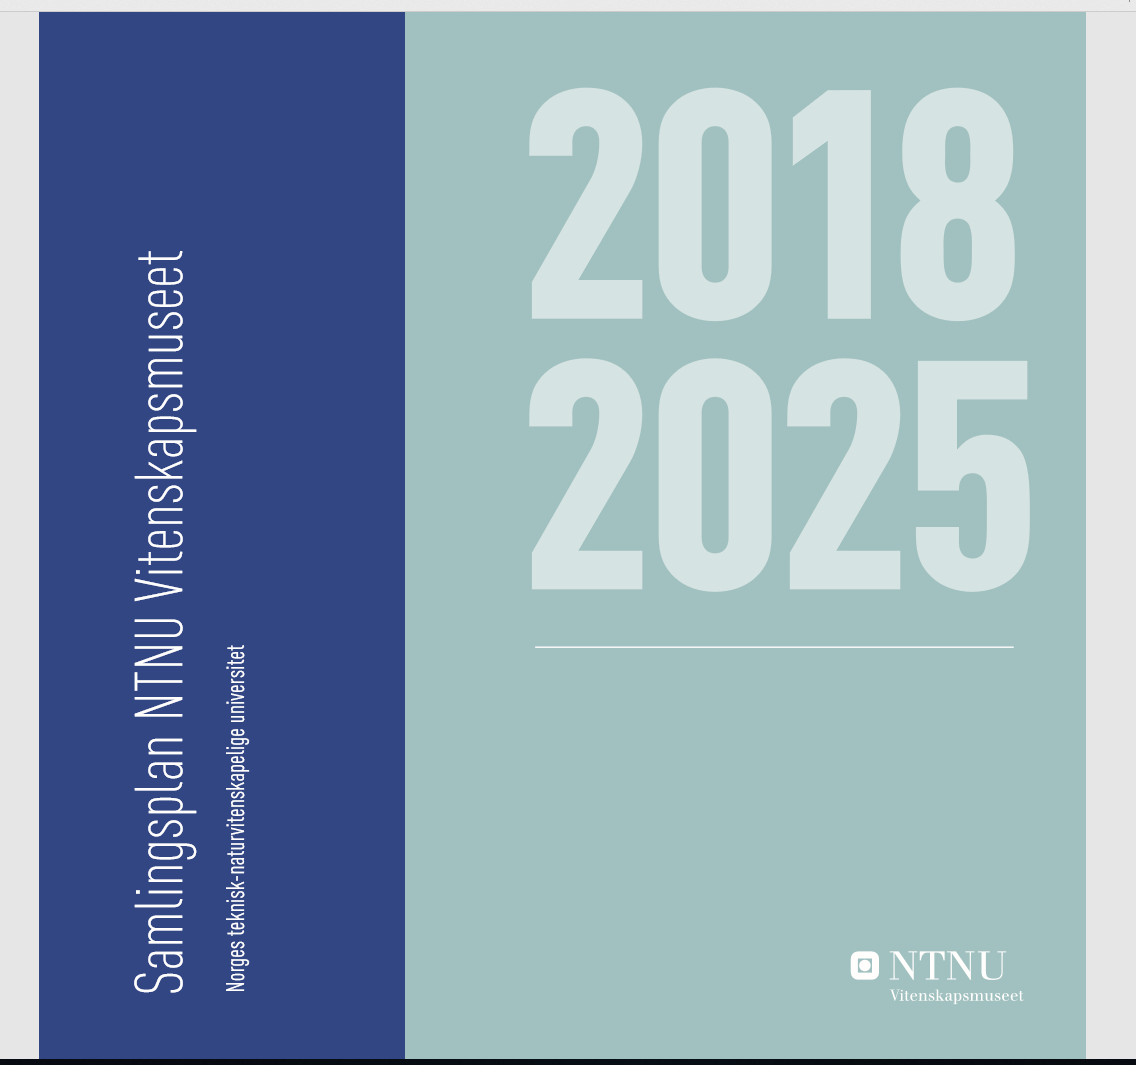 Samlingsplan NTNU Vitenskapsmuseet
Norges teknisk-naturvitenskapelige universitet
2018
2025
NTNU
Vitenskapsmuseet